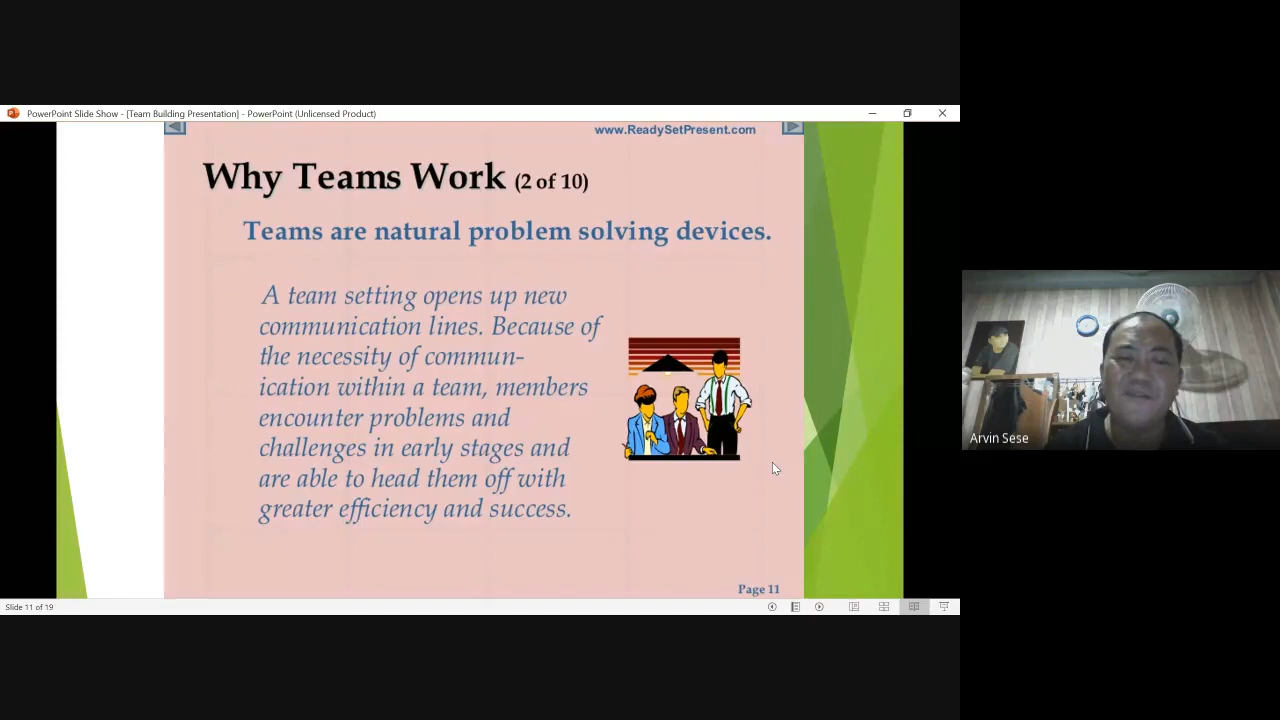 PowerPoint Slide Show - [Team Building Presentation] - PowerPoint (Unlicensed Product)
www.ReadySetPresent.com
Why Teams Work (2 of 10)
Teams are natural problem solving devices.
A team setting opens up new
communication lines. Because of
the necessity of commun-
ication within a team, members
encounter problems and
challenges in early stages and
are able to head them off with
greater efficiency and success.
Arvin Sese
Page 11
Slide 11 of 19